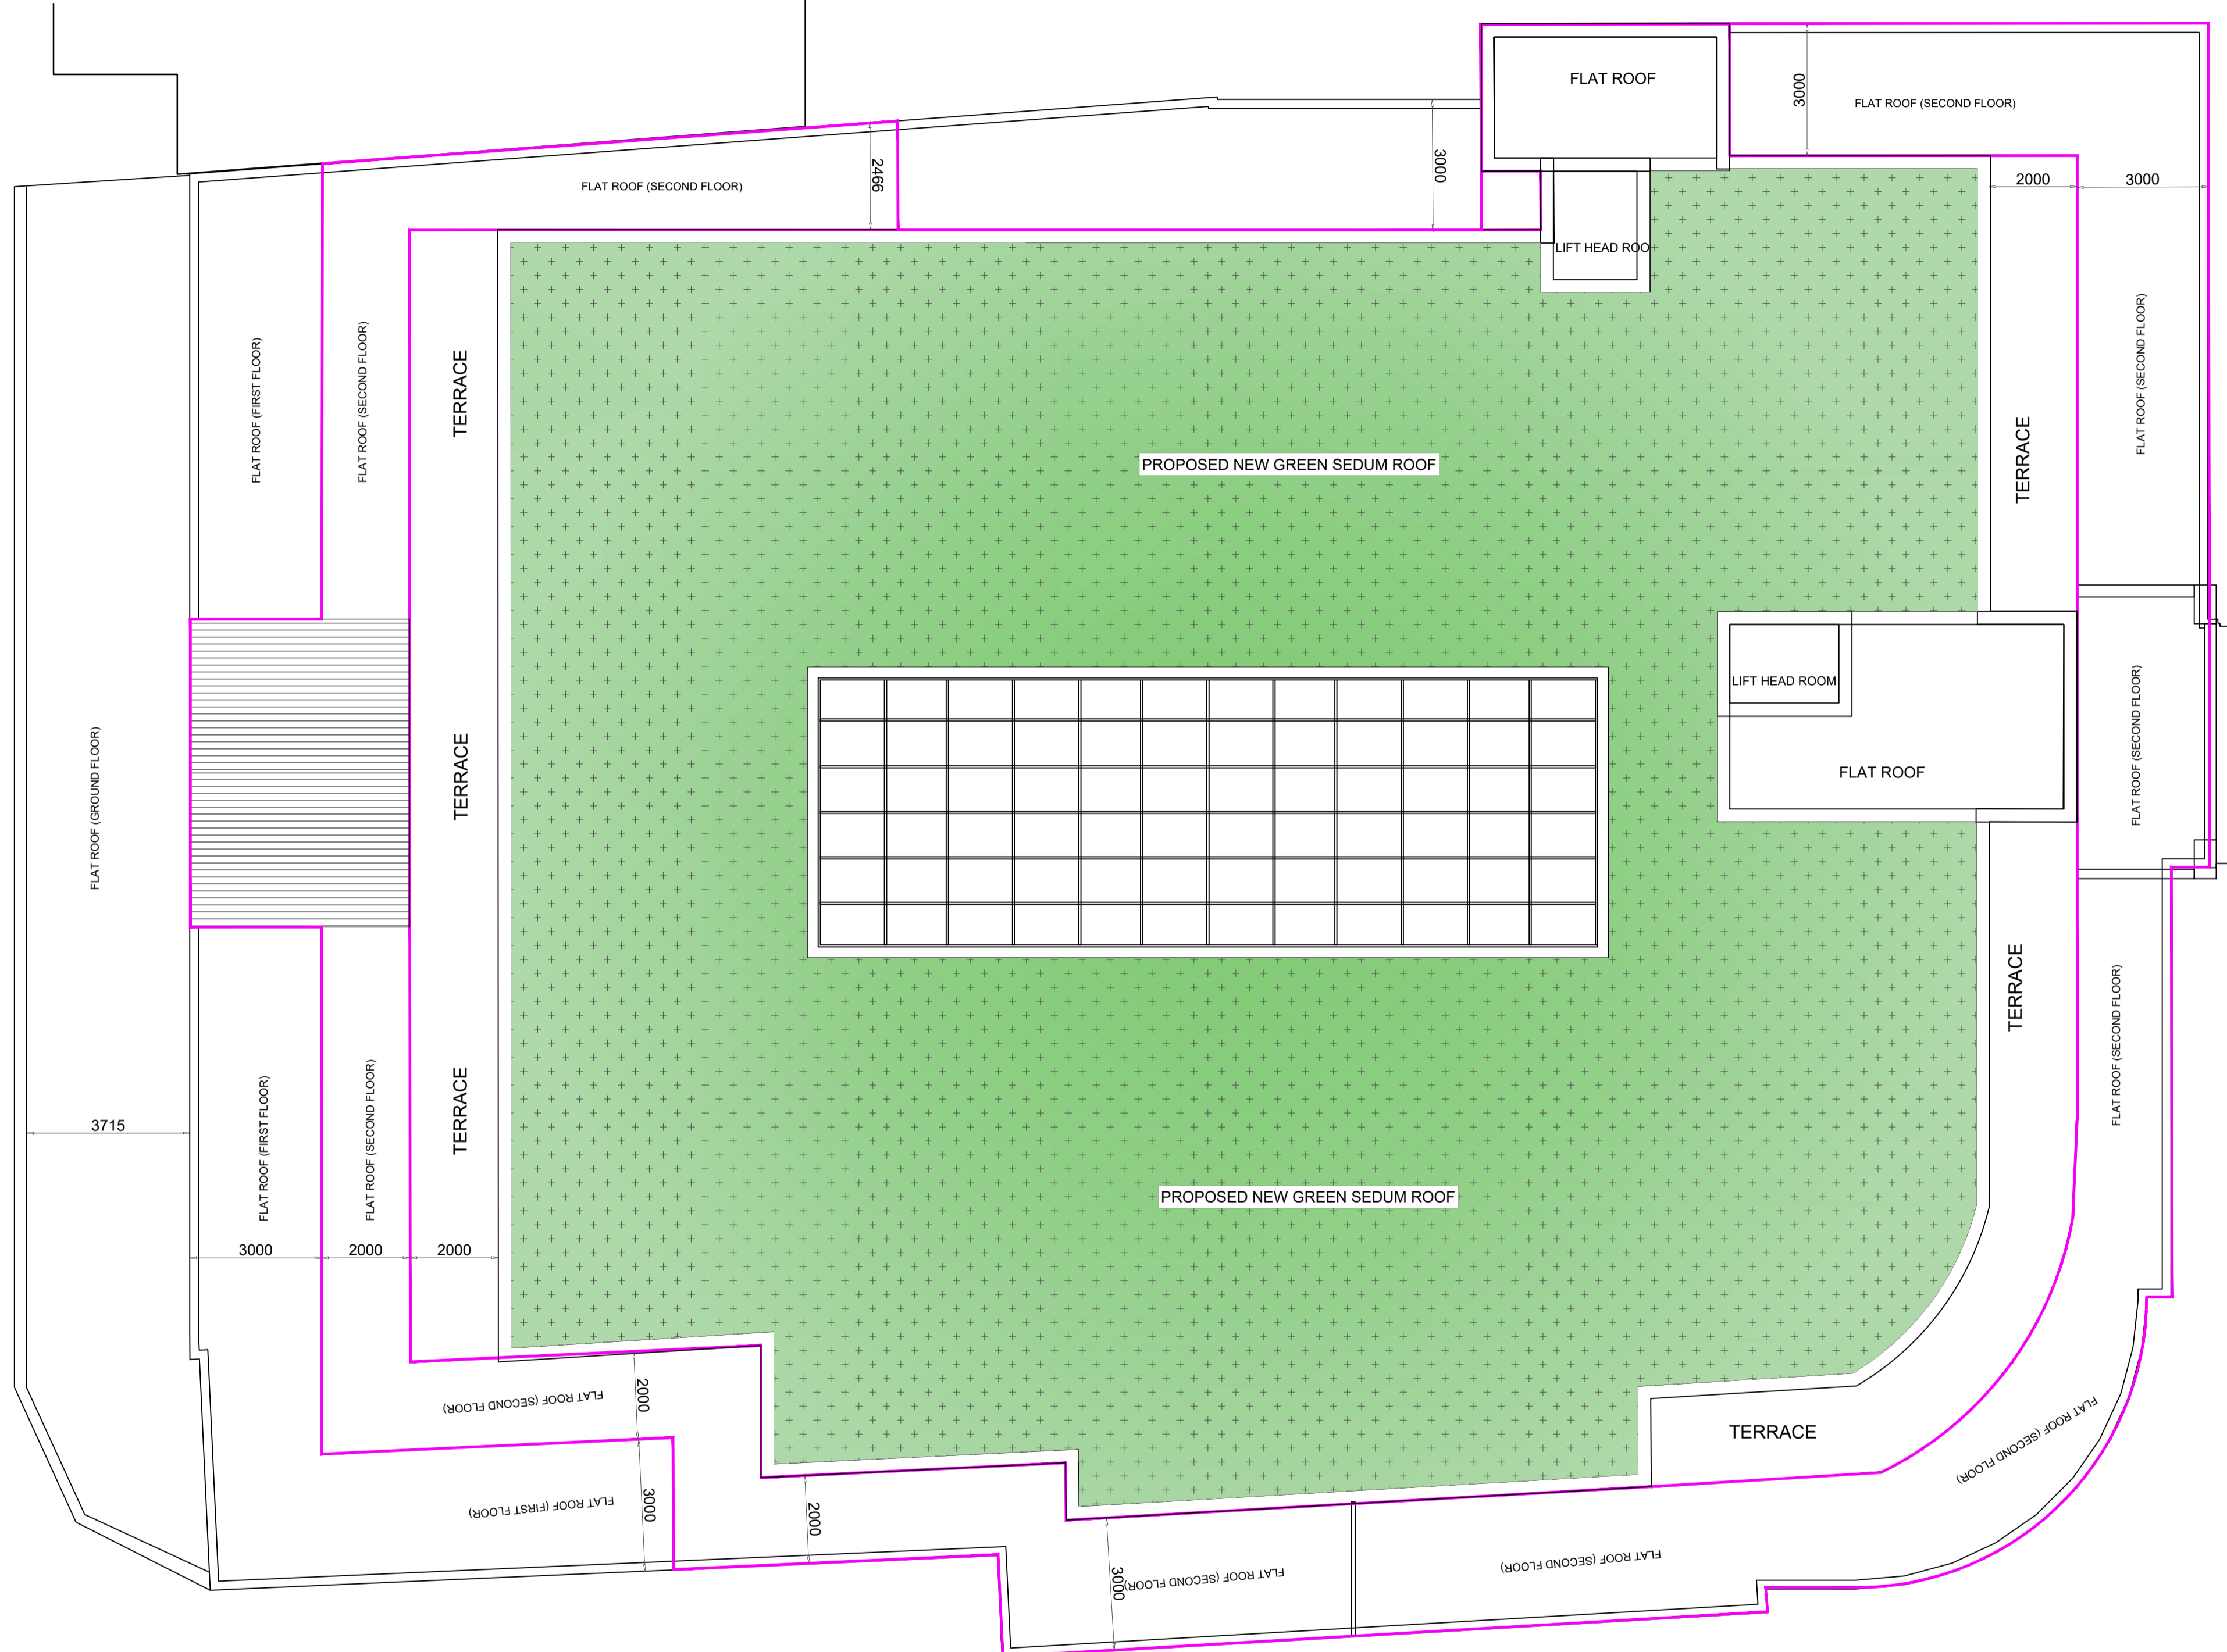 FLAT ROOF
3000
FLAT ROOF (SECOND FLOOR)
2466
3000
FLAT ROOF (SECOND FLOOR)
2000
3000
LIFT HEAD ROO
FLAT ROOF (FIRST FLOOR)
FLAT ROOF (SECOND FLOOR)
TERRACE
TERRACE
FLAT ROOF (SECOND FLOOR)
PROPOSED NEW GREEN SEDUM ROOF
FLAT ROOF (GROUND FLOOR)
TERRACE
LIFT HEAD ROOM
FLAT ROOF
FLAT ROOF (SECOND FLOOR)
TERRACE
FLAT ROOF (SECOND FLOOR)
3715
FLAT ROOF (FIRST FLOOR)
FLAT ROOF (SECOND FLOOR)
TERRACE
PROPOSED NEW GREEN SEDUM ROOF
3000
2000
2000
FLAT ROOF (SECOND FLOOR)
2000
TERRACE
FLAT ROOF (SECOND FLOOR)
FLAT ROOF (FIRST FLOOR)
3000
2000
3000
FLAT ROOF (SECOND FLOOR)
FLAT ROOF (SECOND FLOOR)